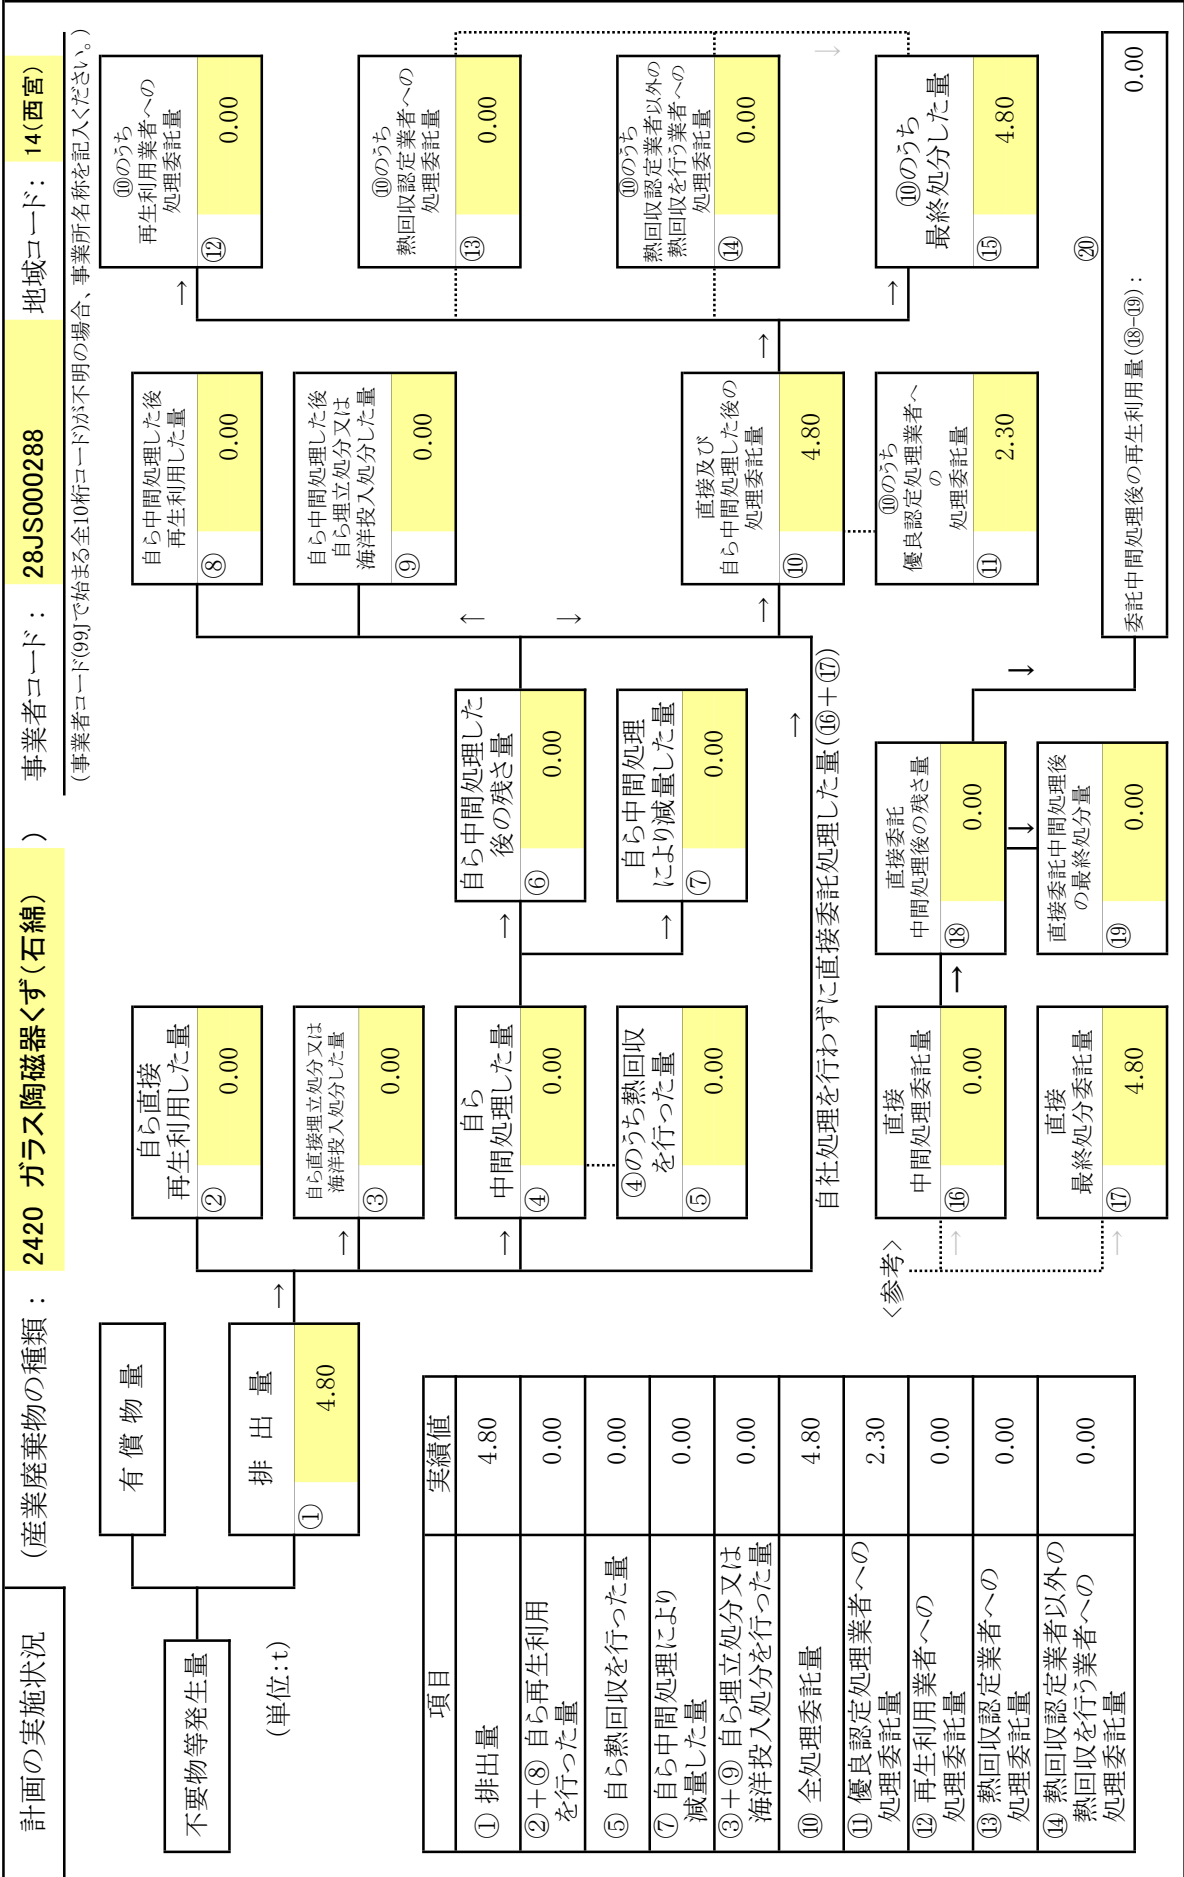 計画の実施状況 (産業廃棄物の種類： 2420 ガラス陶磁器くず(石綿) ) 事業者コード： 28JS000288 地域コード： 14(西宮)
(事業者コード(99Jで始まる全10桁コード)が不明の場合、事業所名称を記入ください。)
不要物等発生量
(単位：t)
有 償 物 量
排 出 量
① 4.80
→
自ら直接
再生利用した量
② 0.00
→
自ら直接埋立処分又は
海洋投入処分した量
③ 0.00
→
自ら
中間処理した量
④ 0.00
④のうち熱回収
を行った量
⑤ 0.00
→
自ら中間処理した
後の残さ量
⑥ 0.00
→
自ら中間処理
により減量した量
⑦ 0.00
↑
↓
自ら中間処理した後
再生利用した量
⑧ 0.00
自ら中間処理した後
自ら埋立処分又は
海洋投入処分した量
⑨ 0.00
→
自社処理を行わずに直接委託処理した量(⑯＋⑰)
→
直接及び
自ら中間処理した後の
処理委託量
⑩ 4.80
⑩のうち
優良認定処理業者へ
の
処理委託量
⑪ 2.30
→
→
⑩のうち
再生利用業者への
処理委託量
⑫ 0.00
⑩のうち
熱回収認定業者への
処理委託量
⑬ 0.00
⑩のうち
熱回収認定業者以外の
熱回収を行う業者への
処理委託量
⑭ 0.00
→
↓
⑩のうち
最終処分した量
⑮ 4.80
<参考>
→
直接
中間処理委託量
⑯ 0.00
→
直接
最終処分委託量
⑰ 4.80
→
直接委託
中間処理後の残さ量
⑱ 0.00
↓
直接委託中間処理後
の最終処分量
⑲ 0.00
↓
⑳
委託中間処理後の再生利用量(⑱-⑲)： 0.00
項目 実績値
① 排出量 4.80
②＋⑧ 自ら再生利用
を行った量 0.00
⑤ 自ら熱回収を行った量 0.00
⑦ 自ら中間処理により
減量した量 0.00
③＋⑨ 自ら埋立処分又は
海洋投入処分を行った量 0.00
⑩ 全処理委託量 4.80
⑪ 優良認定処理業者への
処理委託量 2.30
⑫ 再生利用業者への
処理委託量 0.00
⑬ 熱回収認定業者への
処理委託量 0.00
⑭ 熱回収認定業者以外の
熱回収を行う業者への
処理委託量 0.00